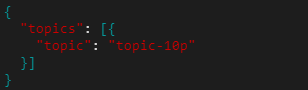 {
  "topics": [{
    "topic": "topic-10p"
  }]
}